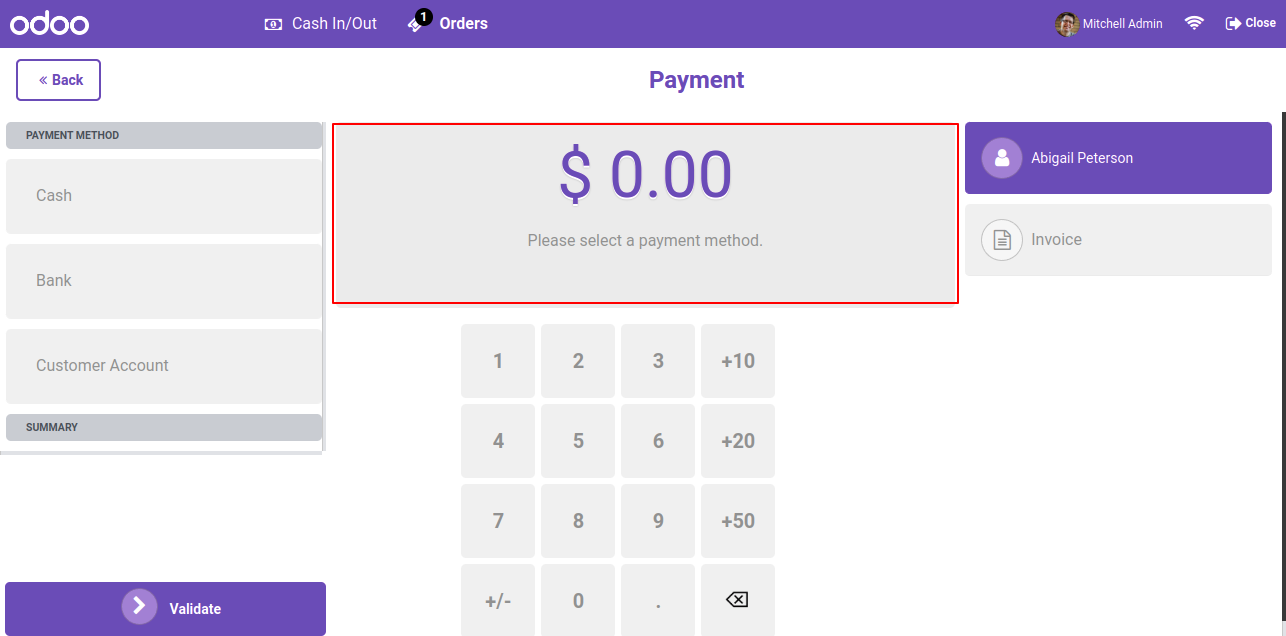 odoo
Cash In/Out
1
Orders
Mitchell Admin
Close
« Back
Payment
PAYMENT METHOD
Cash
Bank
Customer Account
SUMMARY
Validate
$ 0.00
Please select a payment method.
1 2 3 +10
4 5 6 +20
7 8 9 +50
+/- 0 .
Abigail Peterson
Invoice